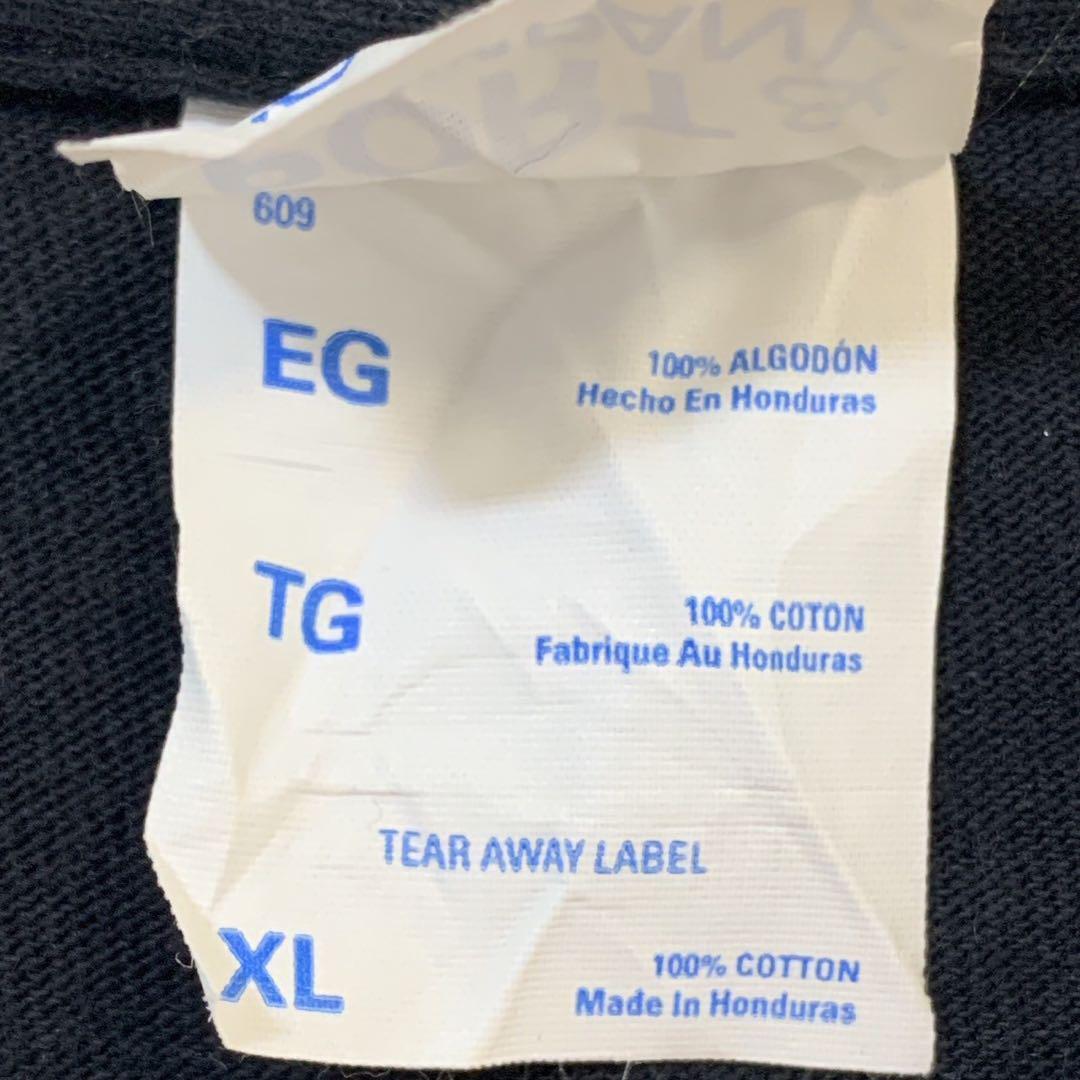 609
EG
100% ALGODÓN
Hecho En Honduras
TG
100% COTON
Fabrique Au Honduras
TEAR AWAY LABEL
XL
100% COTTON
Made In Honduras